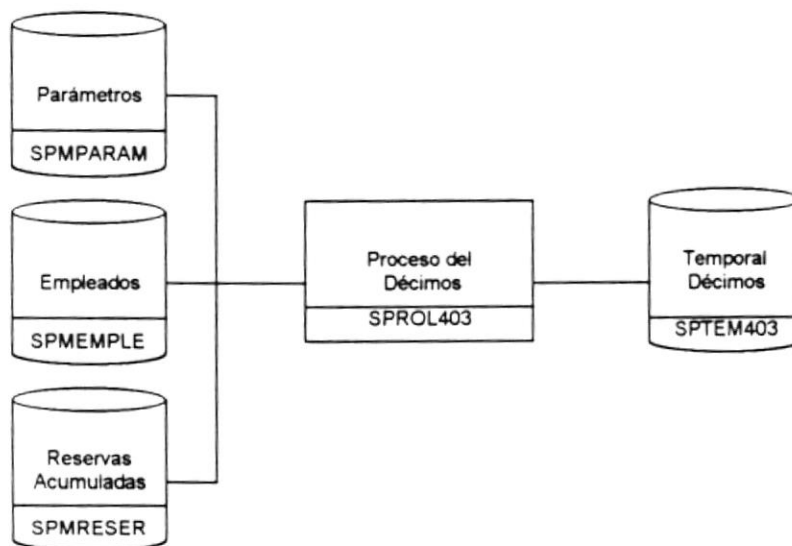 Parámetros
SPMPARAM
Empleados
SPMEMPLE
Reservas
Acumuladas
SPMRESER
Proceso del
Décimos
SPROL403
Temporal
Décimos
SPTEM403